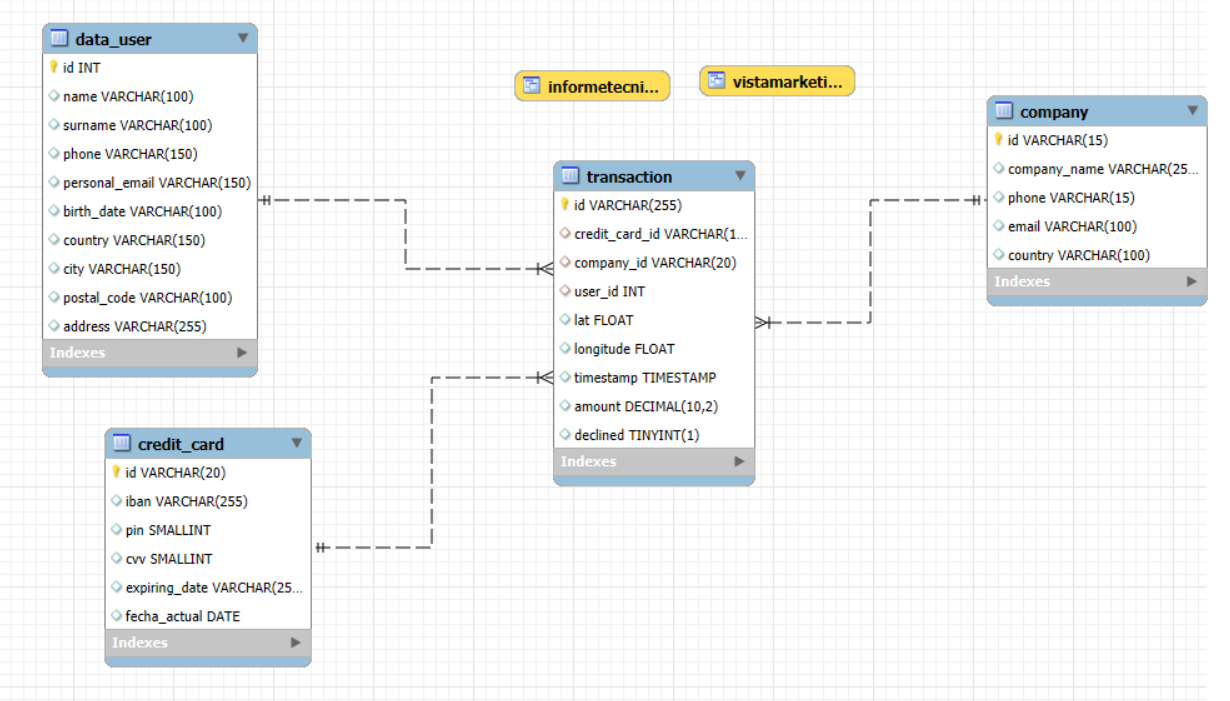 data_user
id INT
name VARCHAR(100)
surname VARCHAR(100)
phone VARCHAR(150)
personal_email VARCHAR(150)
birth_date VARCHAR(100)
country VARCHAR(150)
city VARCHAR(150)
postal_code VARCHAR(100)
address VARCHAR(255)
Indexes
credit_card
id VARCHAR(20)
iban VARCHAR(255)
pin SMALLINT
cvv SMALLINT
expiring_date VARCHAR(25...
fecha_actual DATE
Indexes
informetecni...
vistamarketi...
transaction
id VARCHAR(255)
credit_card_id VARCHAR(1...
company_id VARCHAR(20)
user_id INT
lat FLOAT
longitude FLOAT
timestamp TIMESTAMP
amount DECIMAL(10,2)
declined TINYINT(1)
Indexes
company
id VARCHAR(15)
company_name VARCHAR(25...
phone VARCHAR(15)
email VARCHAR(100)
country VARCHAR(100)
Indexes